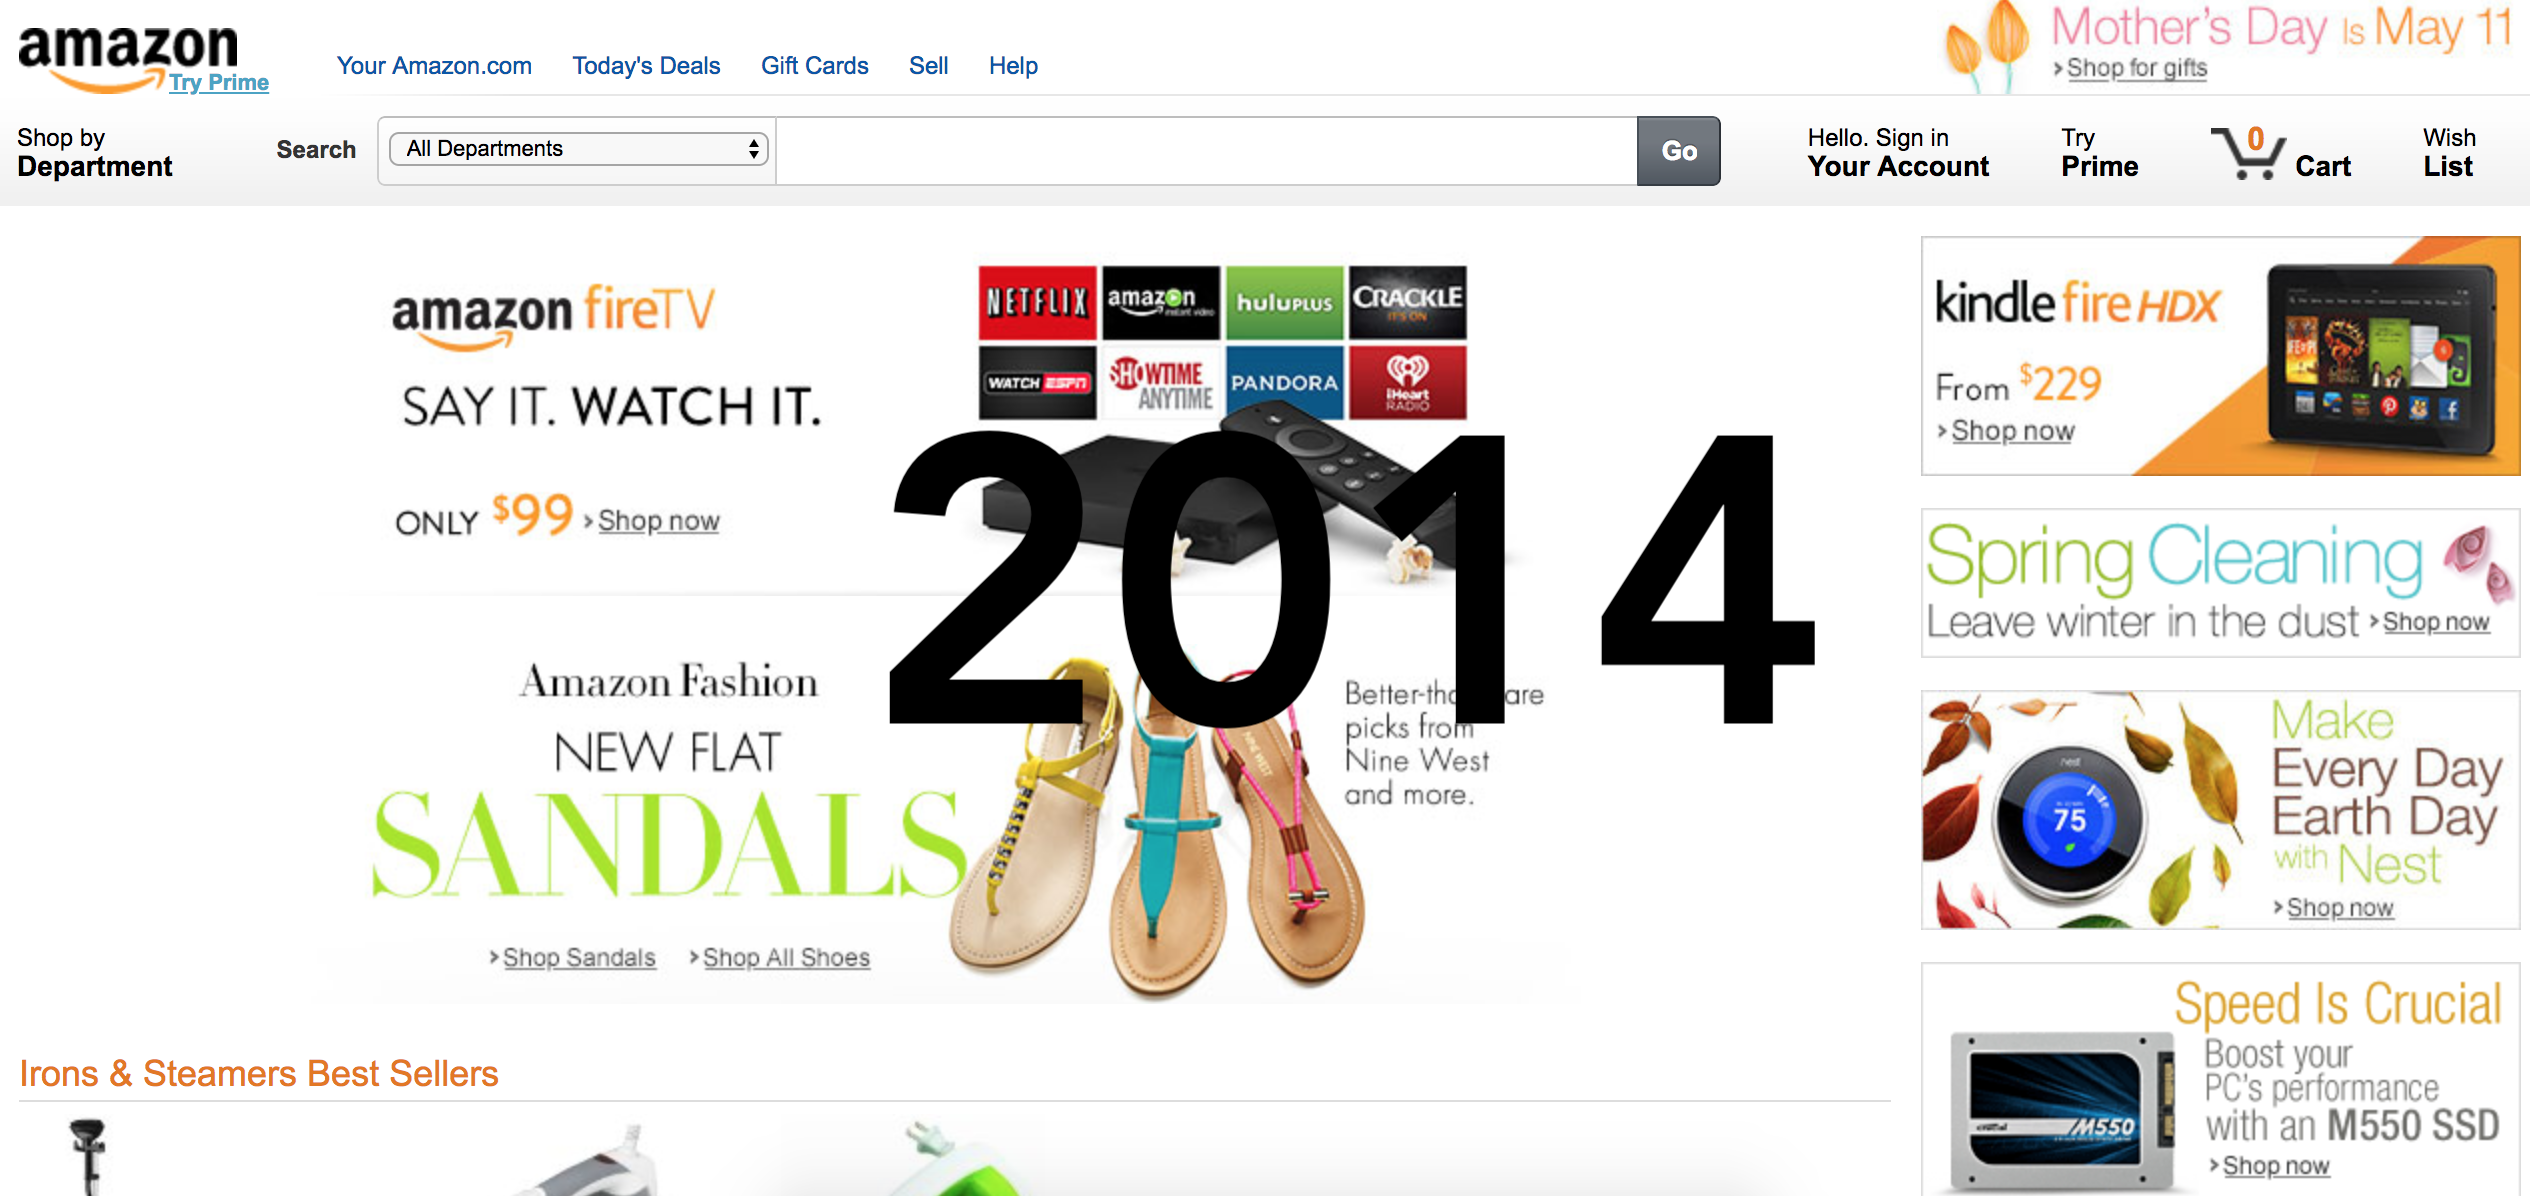 amazon
Try Prime
Your Amazon.com Today's Deals Gift Cards Sell Help
Mother's Day Is May 11
›Shop for gifts
Shop by
Department
Search
All Departments
Go
Hello. Sign in
Your Account
Try
Prime
0
Cart
Wish
List
amazon fireTV
SAY IT. WATCH IT.
ONLY $99 ›Shop now
NETFLIX
amazon
instant video
huluPLUS
CRACKLE
IT'S ON
WATCH ESPN
SHOWTIME
ANYTIME
PANDORA
iHeart
RADIO
2014
Amazon Fashion
NEW FLAT
SANDALS
›Shop Sandals ›Shop All Shoes
picks from
Nine West
and more.
NINE WEST
kindle fire HDX
From $229
›Shop now
Spring Cleaning
Leave winter in the dust ›Shop now
nest
75
Make
Every Day
Earth Day
with Nest
›Shop now
Speed Is Crucial
Boost your
PC's performance
with an M550 SSD
›Shop now
crucial
M550
Irons & Steamers Best Sellers